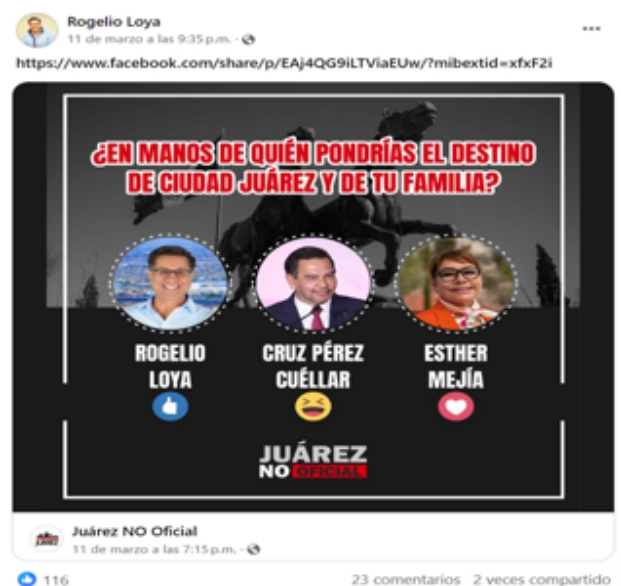 Rogelio Loya
11 de marzo a las 9:35 p.m. ·
https://www.facebook.com/share/p/EAj4QG9iLTViaEUw/?mibextid=xfxF2i
¿EN MANOS DE QUIÉN PONDRÍAS EL DESTINO
DE CIUDAD JUÁREZ Y DE TU FAMILIA?
ROGELIO
LOYA
CRUZ PÉREZ
CUÉLLAR
ESTHER
MEJÍA
JUÁREZ
NO OFICIAL
Juárez NO Oficial
11 de marzo a las 7:15 p.m. ·
116
23 comentarios 2 veces compartido